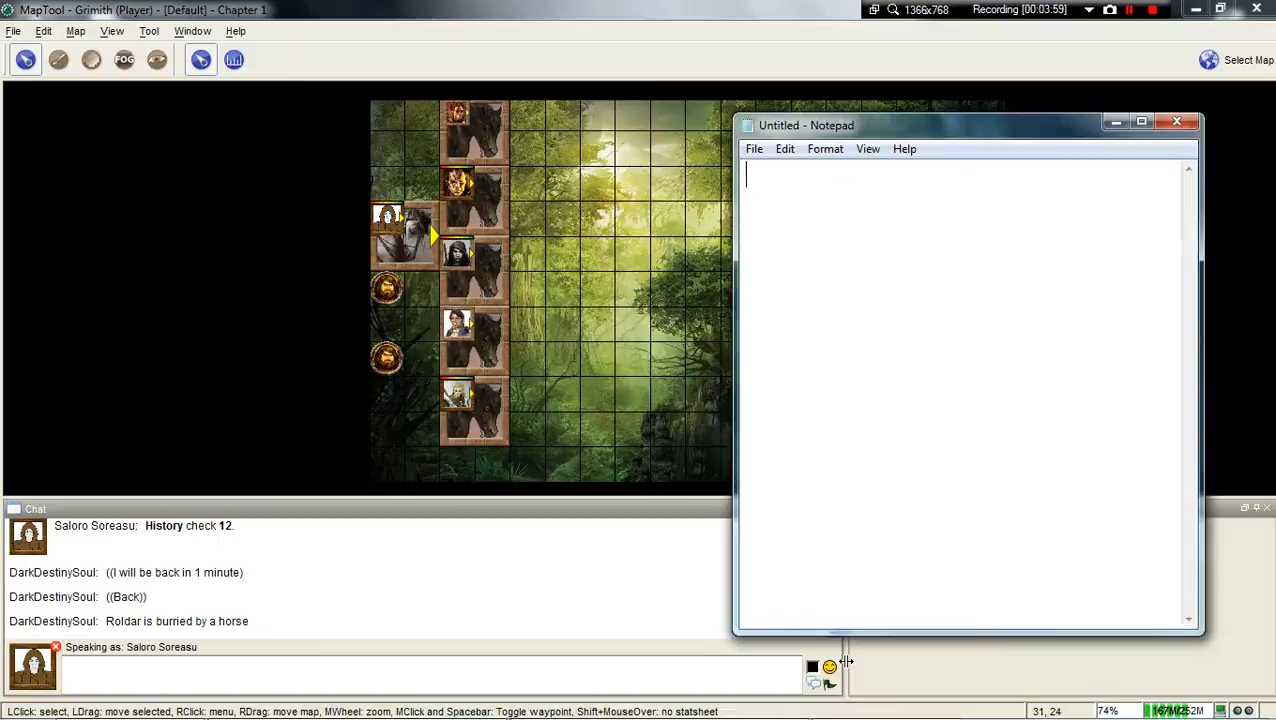 MapTool - Grimith (Player) - [Default] - Chapter 1
1366x768
Recording [00:03:59]
File Edit Map View Tool Window Help
FOG
Select Map
Untitled - Notepad
File Edit Format View Help
Chat
Saloro Soreasu: History check 12.
DarkDestinySoul: ((I will be back in 1 minute)
DarkDestinySoul: ((Back))
DarkDestinySoul: Roldar is burried by a horse
Speaking as: Saloro Soreasu
LClick: select, LDrag: move selected, RClick: menu, RDrag: move map, MWheel: zoom, MClick and Spacebar: Toggle waypoint, Shift+MouseOver: no statsheet
31, 24
74%
167M/252M